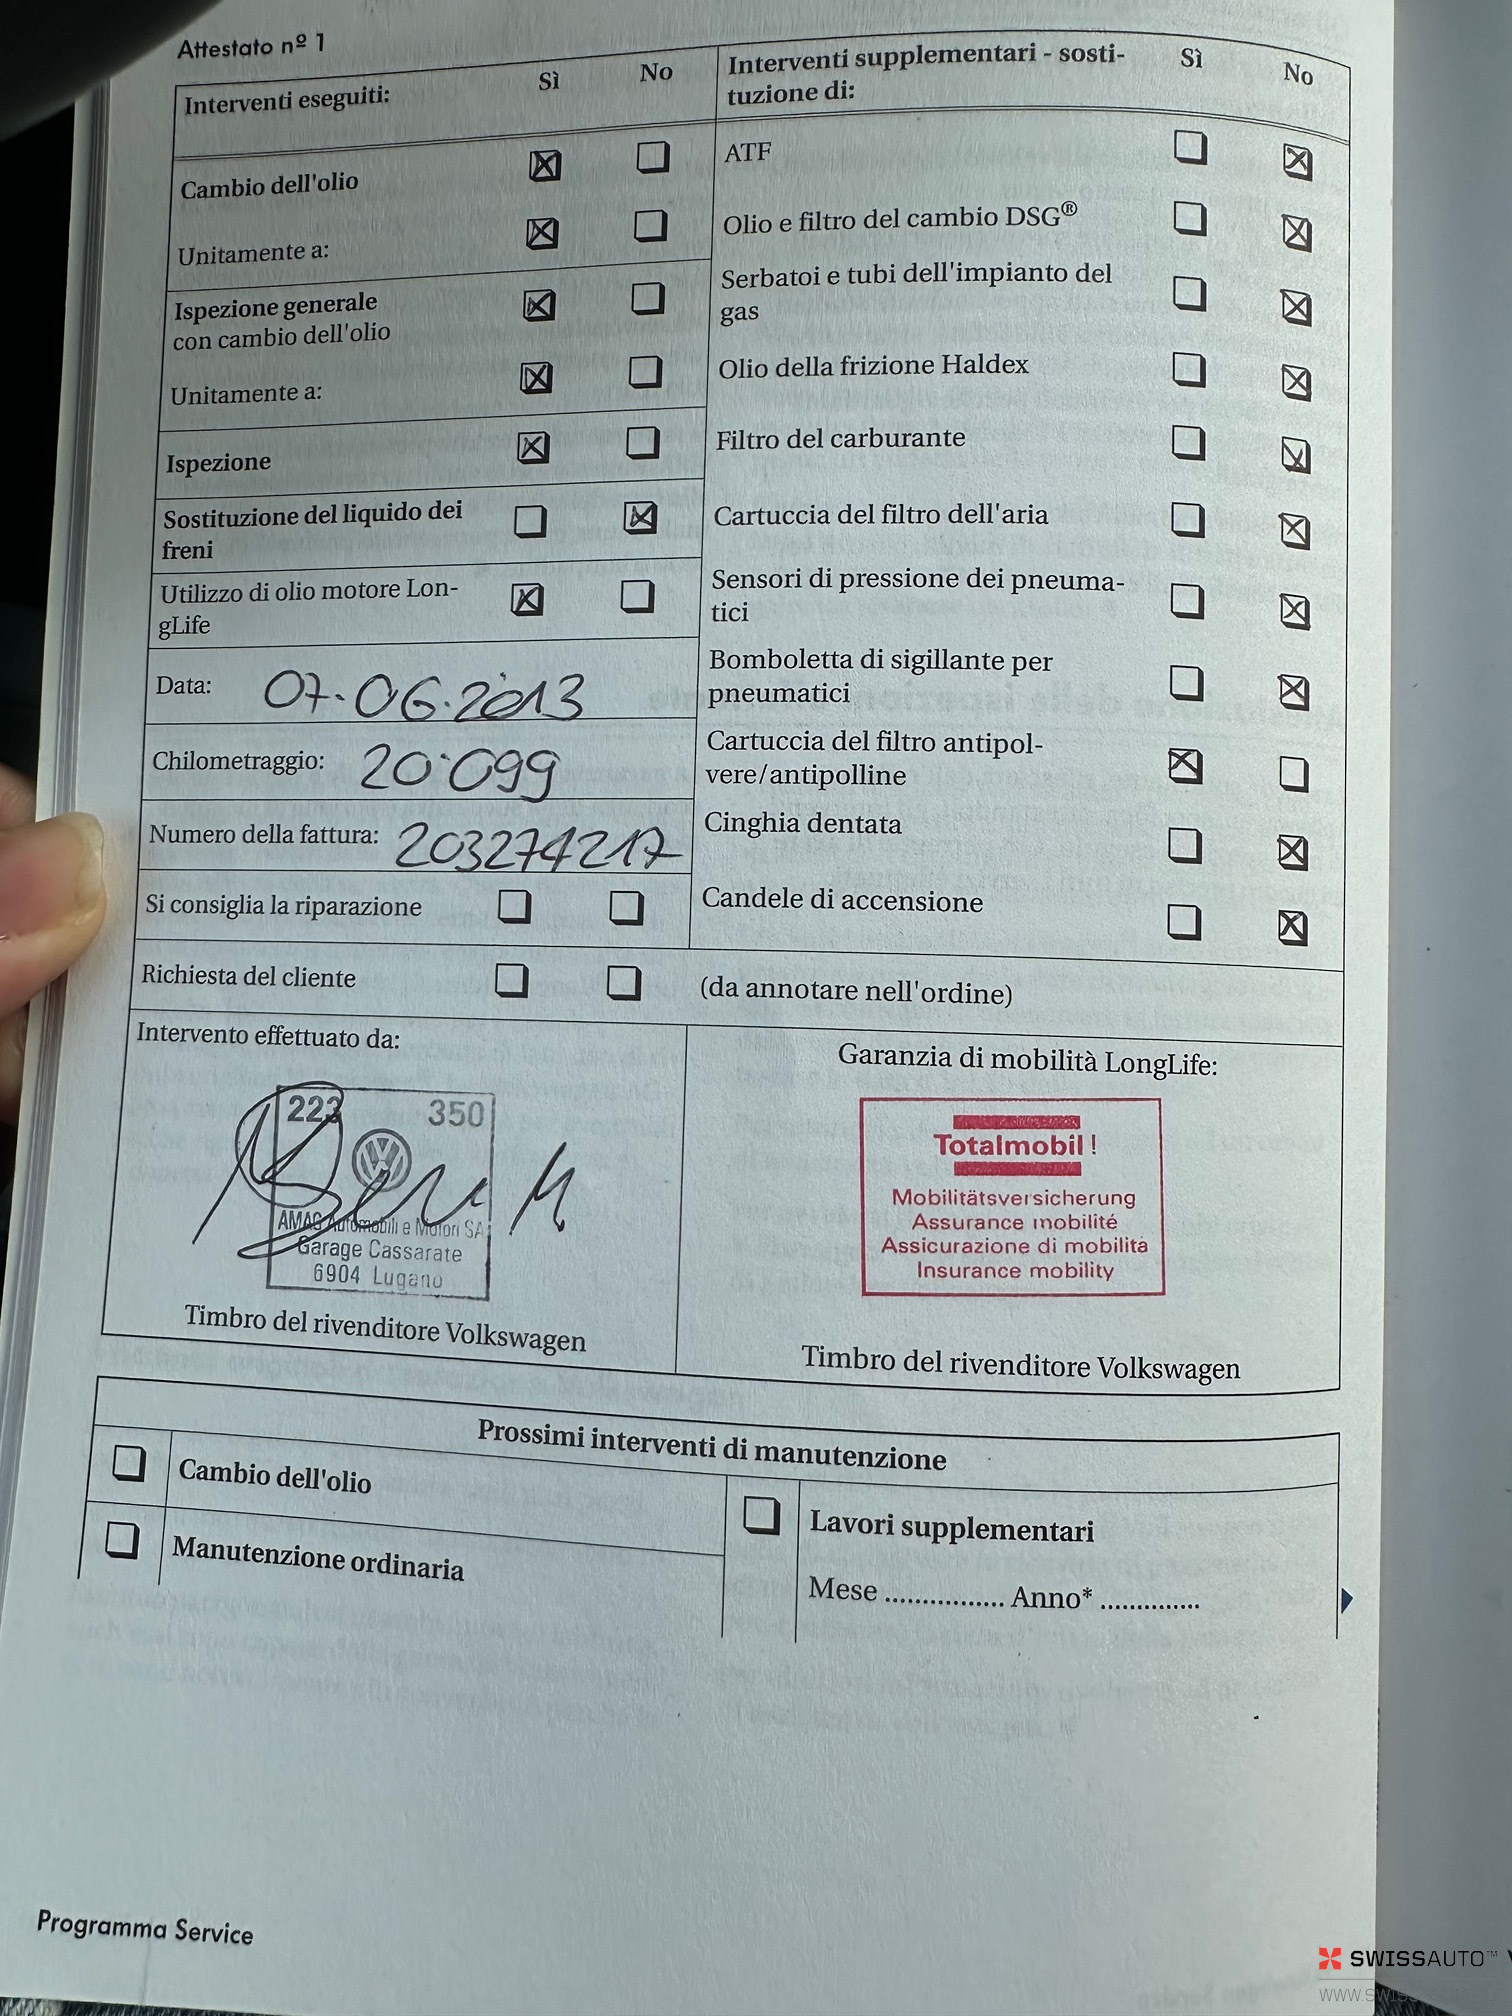 Attestato nº 1
Interventi eseguiti: Sì No
Cambio dell'olio
Unitamente a:
Ispezione generale
con cambio dell'olio
Unitamente a:
Ispezione
Sostituzione del liquido dei
freni
Utilizzo di olio motore Lon-
gLife
Data: 07.06.2013
Chilometraggio: 20.099
Numero della fattura: 203274217
Si consiglia la riparazione
Interventi supplementari - sosti- Sì No
tuzione di:
ATF
Olio e filtro del cambio DSG®
Serbatoi e tubi dell'impianto del
gas
Olio della frizione Haldex
Filtro del carburante
Cartuccia del filtro dell'aria
Sensori di pressione dei pneuma-
tici
Bomboletta di sigillante per
pneumatici
Cartuccia del filtro antipol-
vere/antipolline
Cinghia dentata
Candele di accensione
Richiesta del cliente (da annotare nell'ordine)
Intervento effettuato da:
223 350
AMAG Automobili e Motori SA
Garage Cassarate
6904 Lugano
Timbro del rivenditore Volkswagen
Garanzia di mobilità LongLife:
Totalmobil !
Mobilitätsversicherung
Assurance mobilité
Assicurazione di mobilità
Insurance mobility
Timbro del rivenditore Volkswagen
Prossimi interventi di manutenzione
Cambio dell'olio
Manutenzione ordinaria
Lavori supplementari
Mese ................ Anno* ..............
Programma Service
SWISSAUTO™